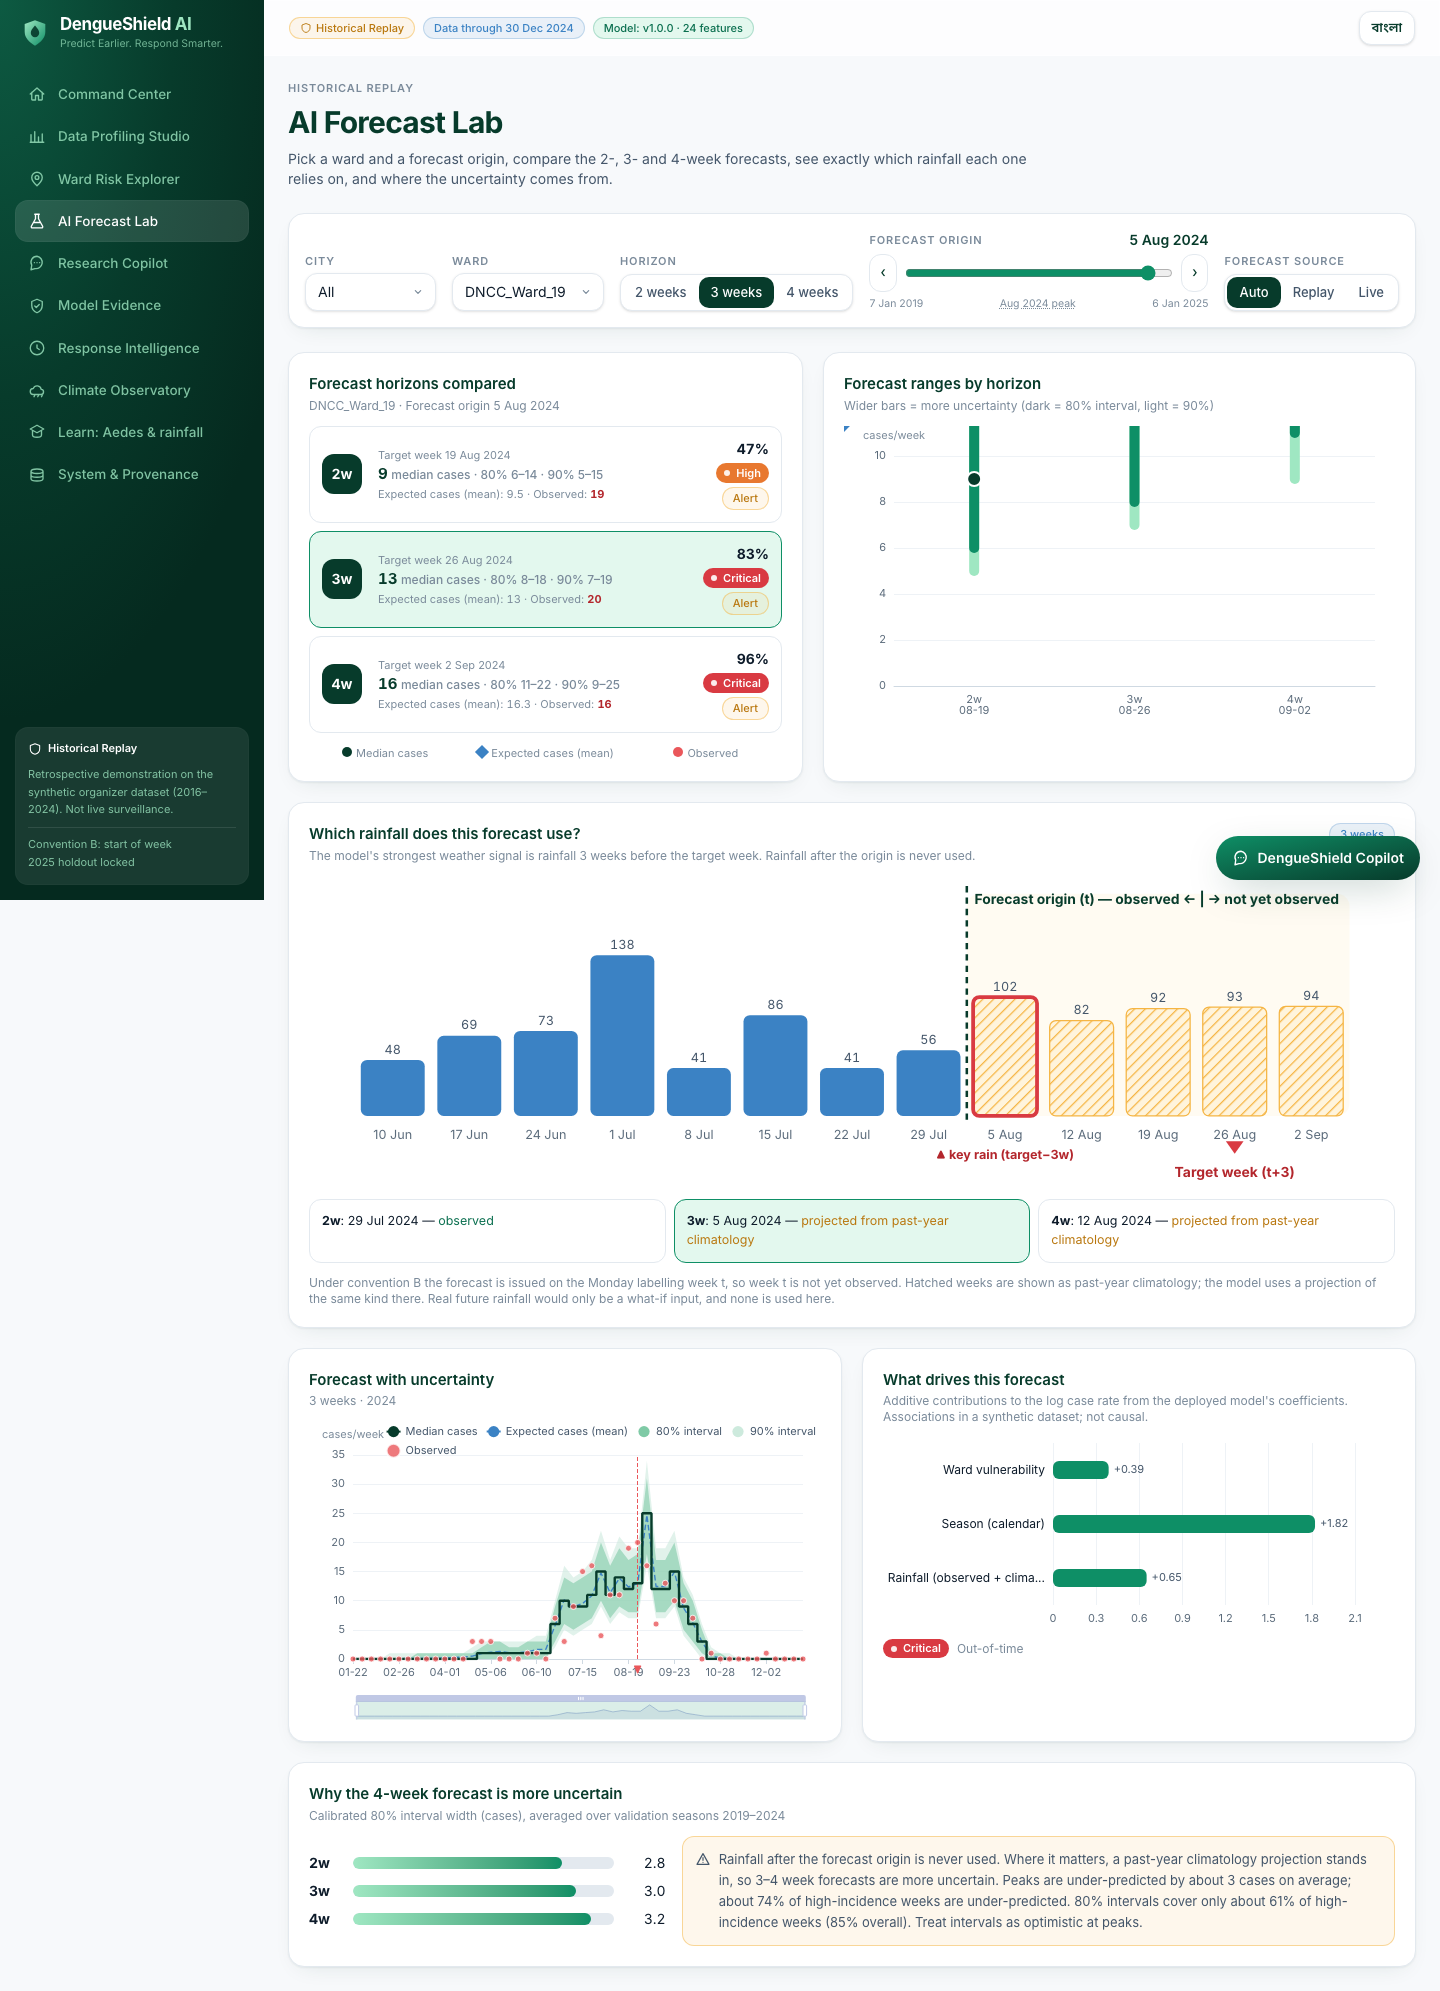 DengueShield AI
Predict Earlier. Respond Smarter.
Command Center
Data Profiling Studio
Ward Risk Explorer
AI Forecast Lab
Research Copilot
Model Evidence
Response Intelligence
Climate Observatory
Learn: Aedes & rainfall
System & Provenance
Historical Replay
Retrospective demonstration on the
synthetic organizer dataset (2016–
2024). Not live surveillance.
Convention B: start of week
2025 holdout locked
Historical Replay
Data through 30 Dec 2024
Model: v1.0.0 · 24 features
বাংলা
HISTORICAL REPLAY
AI Forecast Lab
Pick a ward and a forecast origin, compare the 2-, 3- and 4-week forecasts, see exactly which rainfall each one
relies on, and where the uncertainty comes from.
CITY
All
WARD
DNCC_Ward_19
HORIZON
2 weeks 3 weeks 4 weeks
FORECAST ORIGIN 5 Aug 2024
‹ ›
7 Jan 2019 Aug 2024 peak 6 Jan 2025
FORECAST SOURCE
Auto Replay Live
Forecast horizons compared
DNCC_Ward_19 · Forecast origin 5 Aug 2024
2w
Target week 19 Aug 2024
9 median cases · 80% 6–14 · 90% 5–15
Expected cases (mean): 9.5 · Observed: 19
47%
High
Alert
3w
Target week 26 Aug 2024
13 median cases · 80% 8–18 · 90% 7–19
Expected cases (mean): 13 · Observed: 20
83%
Critical
Alert
4w
Target week 2 Sep 2024
16 median cases · 80% 11–22 · 90% 9–25
Expected cases (mean): 16.3 · Observed: 16
96%
Critical
Alert
Median cases Expected cases (mean) Observed
Forecast ranges by horizon
Wider bars = more uncertainty (dark = 80% interval, light = 90%)
cases/week
10
8
6
4
2
0
2w 3w 4w
08-19 08-26 09-02
Which rainfall does this forecast use?
3 weeks
The model's strongest weather signal is rainfall 3 weeks before the target week. Rainfall after the origin is never used.
DengueShield Copilot
Forecast origin (t) — observed ← | → not yet observed
48 69 73 138 41 86 41 56 102 82 92 93 94
10 Jun 17 Jun 24 Jun 1 Jul 8 Jul 15 Jul 22 Jul 29 Jul 5 Aug 12 Aug 19 Aug 26 Aug 2 Sep
▲ key rain (target−3w)
Target week (t+3)
2w: 29 Jul 2024 — observed
3w: 5 Aug 2024 — projected from past-year
climatology
4w: 12 Aug 2024 — projected from past-year
climatology
Under convention B the forecast is issued on the Monday labelling week t, so week t is not yet observed. Hatched weeks are shown as past-year climatology; the model uses a projection of
the same kind there. Real future rainfall would only be a what-if input, and none is used here.
Forecast with uncertainty
3 weeks · 2024
cases/week
Median cases Expected cases (mean) 80% interval 90% interval
Observed
35
30
25
20
15
10
5
0
01-22 02-26 04-01 05-06 06-10 07-15 08-19 09-23 10-28 12-02
What drives this forecast
Additive contributions to the log case rate from the deployed model's coefficients.
Associations in a synthetic dataset; not causal.
Ward vulnerability +0.39
Season (calendar) +1.82
Rainfall (observed + clima... +0.65
0 0.3 0.6 0.9 1.2 1.5 1.8 2.1
Critical Out-of-time
Why the 4-week forecast is more uncertain
Calibrated 80% interval width (cases), averaged over validation seasons 2019–2024
2w 2.8
3w 3.0
4w 3.2
Rainfall after the forecast origin is never used. Where it matters, a past-year climatology projection stands
in, so 3–4 week forecasts are more uncertain. Peaks are under-predicted by about 3 cases on average;
about 74% of high-incidence weeks are under-predicted. 80% intervals cover only about 61% of high-
incidence weeks (85% overall). Treat intervals as optimistic at peaks.